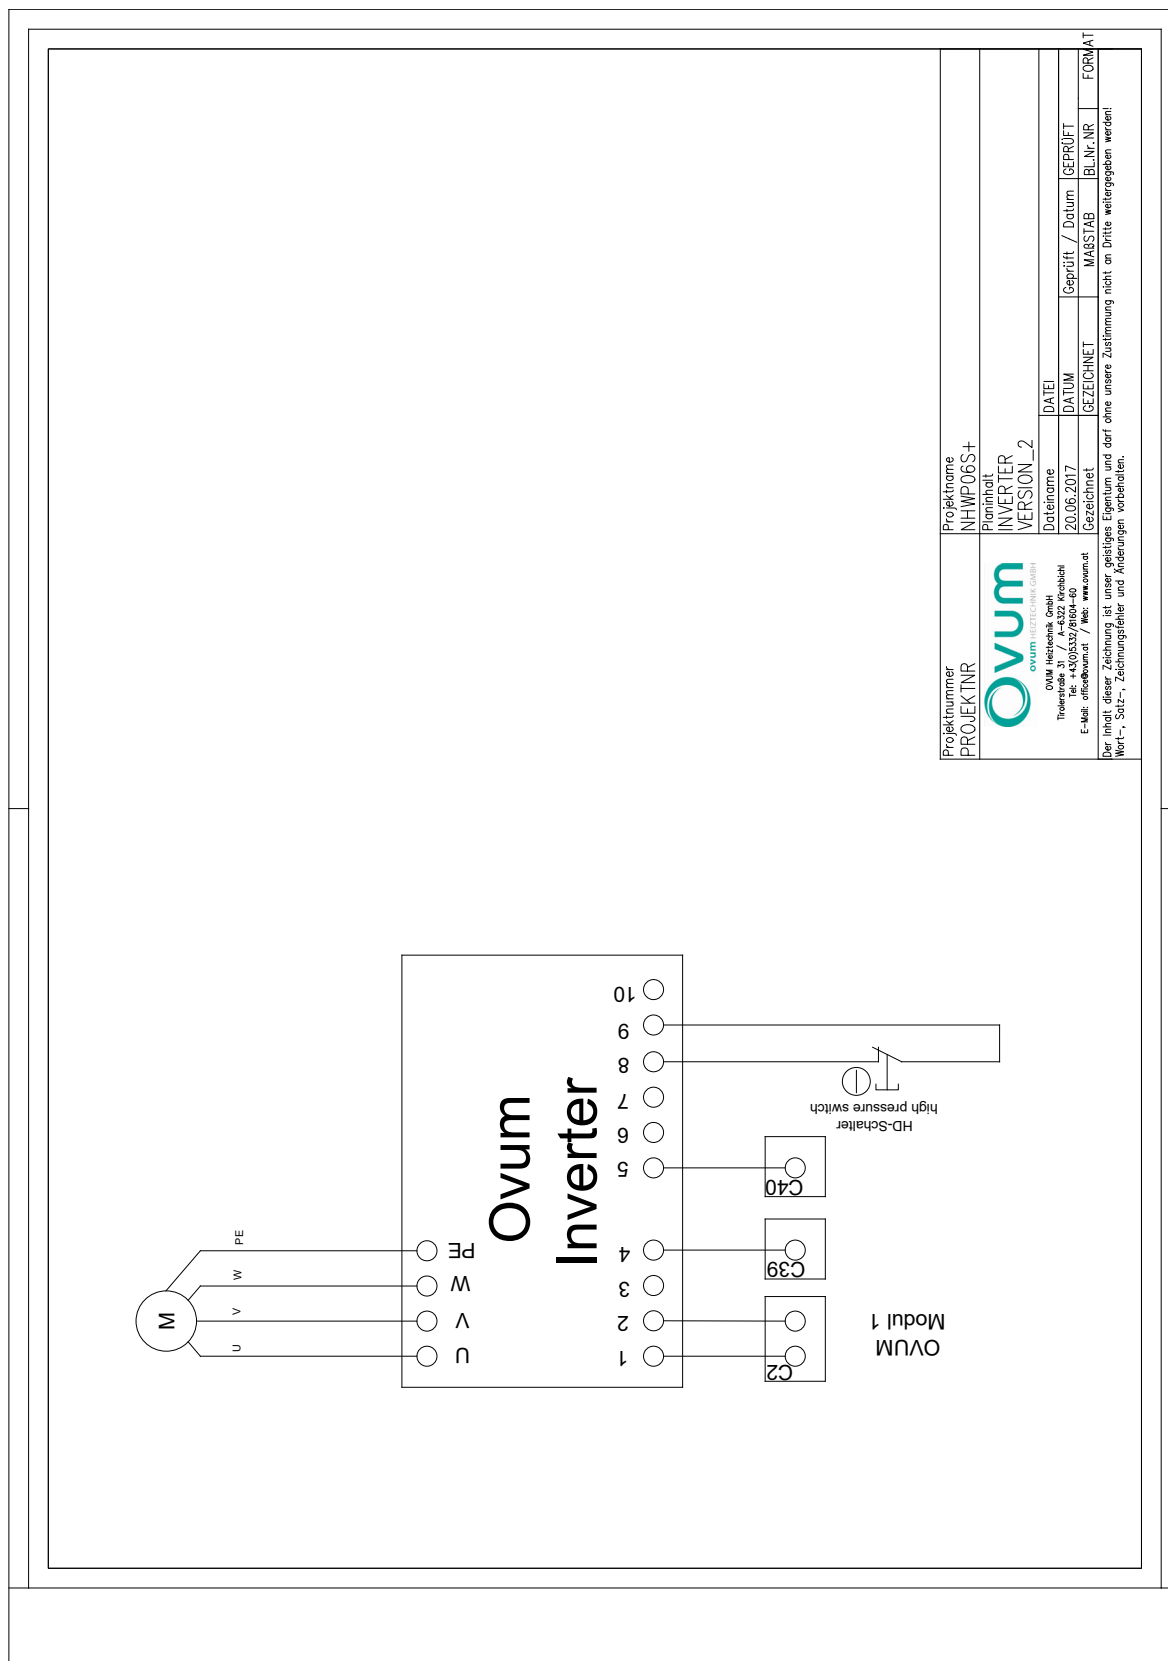 M
U
V
W
PE
U
V
W
PE
Ovum
Inverter
1
2
3
4
5
6
7
8
9
10
C2
C39
C40
OVUM
Modul 1
HD-Schalter
high pressure switch
Projektnummer
PROJEKTNR
Projektname
NHWP06S+
Planinhalt
INVERTER
VERSION_2
Ovum
ovum HEIZTECHNIK GMBH
OVUM Heiztechnik GmbH
Tirolerstraße 31 / A-6322 Kirchbichl
Tel: +43(0)5332/81604-60
E-Mail: office@ovum.at / Web: www.ovum.at
Dateiname DATEI
20.06.2017 DATUM Geprüft / Datum GEPRÜFT
Gezeichnet GEZEICHNET MAßSTAB BL.Nr.NR FORMAT
Der Inhalt dieser Zeichnung ist unser geistiges Eigentum und darf ohne unsere Zustimmung nicht an Dritte weitergegeben werden!
Wort-, Satz-, Zeichnungsfehler und Änderungen vorbehalten.